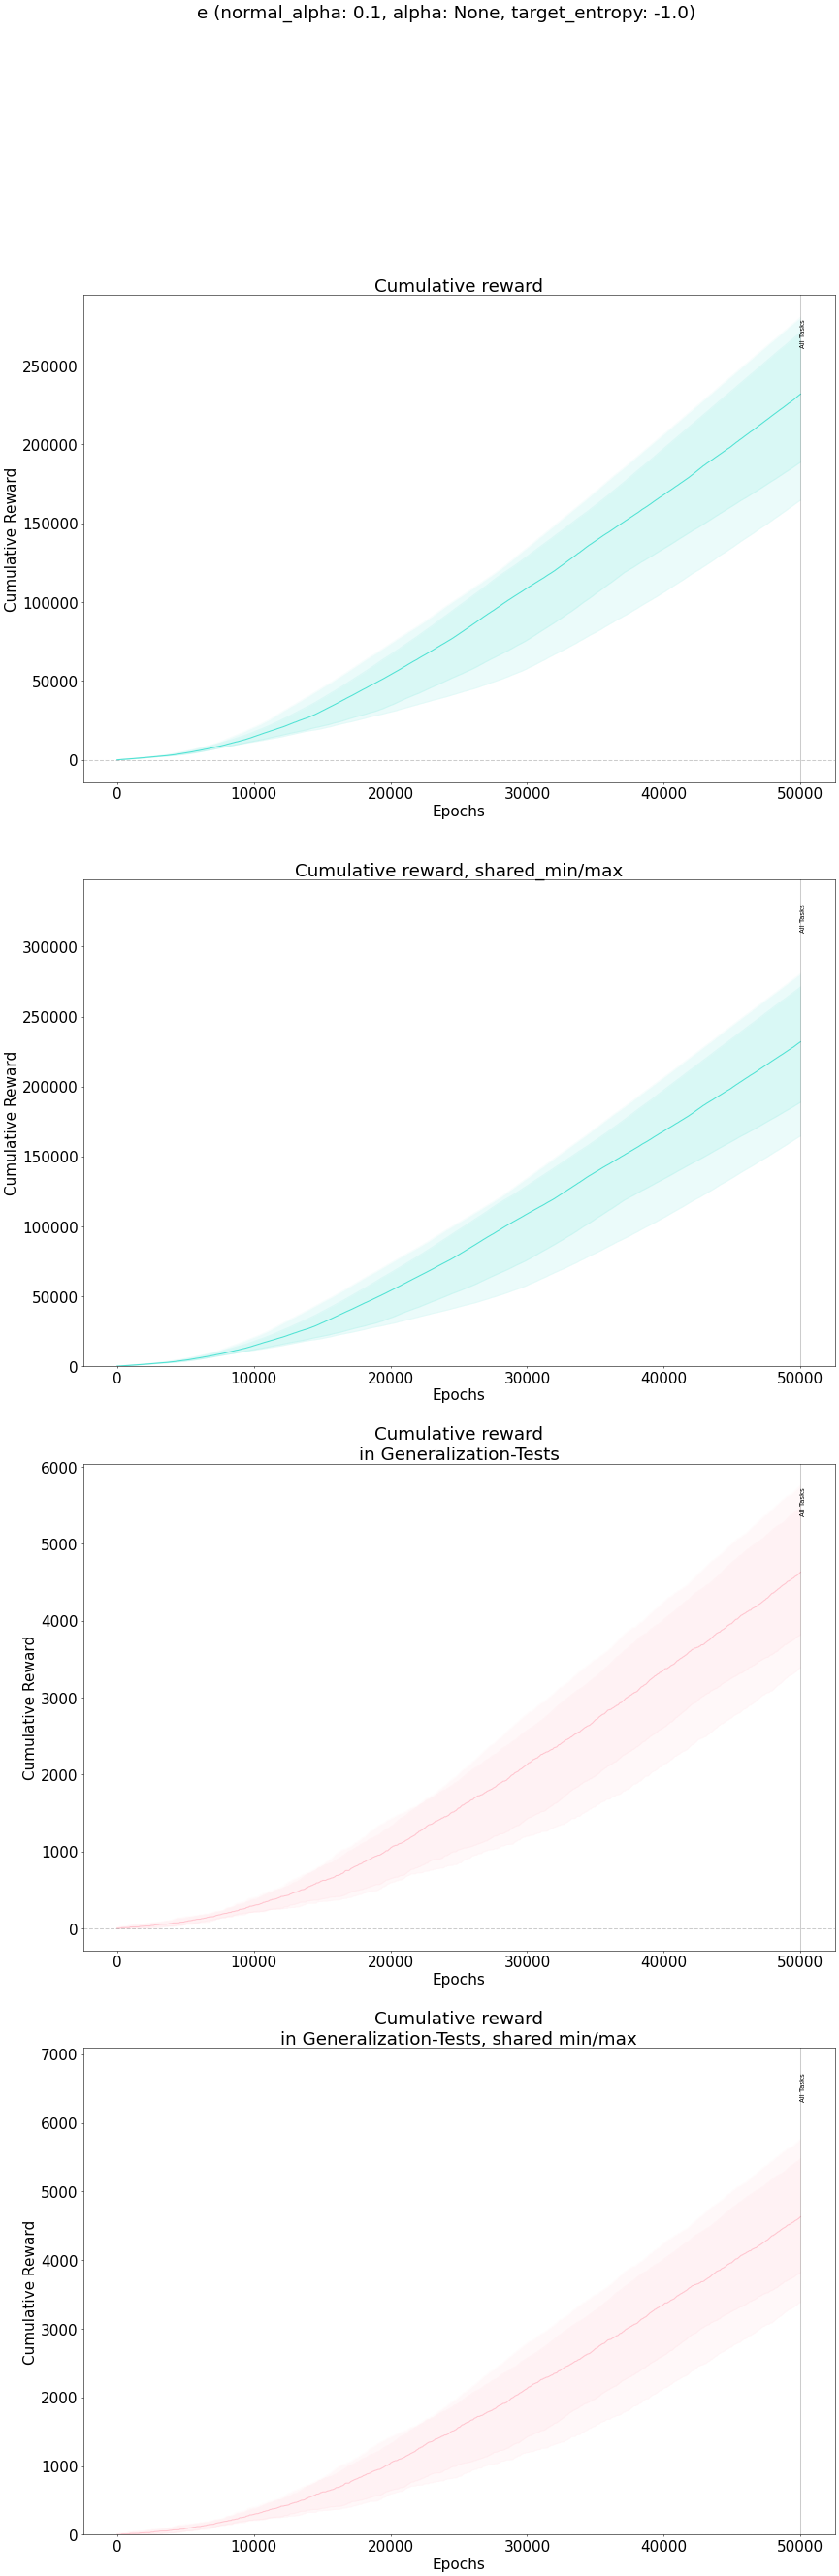 e (normal_alpha: 0.1, alpha: None, target_entropy: -1.0)
Cumulative reward
250000
200000
150000
100000
50000
0
Cumulative Reward
All Tasks
0 10000 20000 30000 40000 50000
Epochs
Cumulative reward, shared_min/max
300000
250000
200000
150000
100000
50000
0
Cumulative Reward
All Tasks
0 10000 20000 30000 40000 50000
Epochs
Cumulative reward
in Generalization-Tests
6000
5000
4000
3000
2000
1000
0
Cumulative Reward
All Tasks
0 10000 20000 30000 40000 50000
Epochs
Cumulative reward
in Generalization-Tests, shared min/max
7000
6000
5000
4000
3000
2000
1000
0
Cumulative Reward
All Tasks
0 10000 20000 30000 40000 50000
Epochs